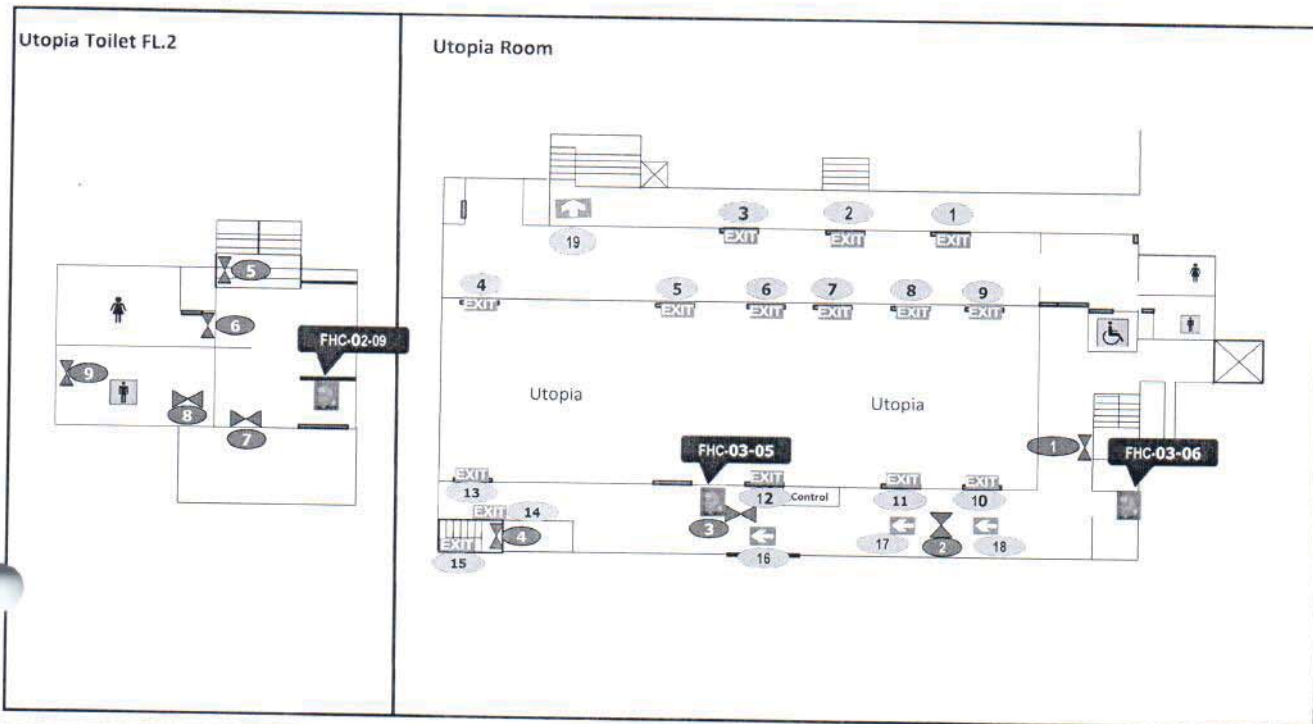 Utopia Toilet FL.2
5
6
FHC-02-09
9
8
7
Utopia Room
3
2
1
EXIT
EXIT
EXIT
19
4
5
6
7
8
9
EXIT
EXIT
EXIT
EXIT
EXIT
EXIT
Utopia
Utopia
1
FHC-03-05
FHC-03-06
EXIT
EXIT
EXIT
EXIT
13
12
Control
11
10
EXIT
14
3
4
EXIT
15
16
17
2
18